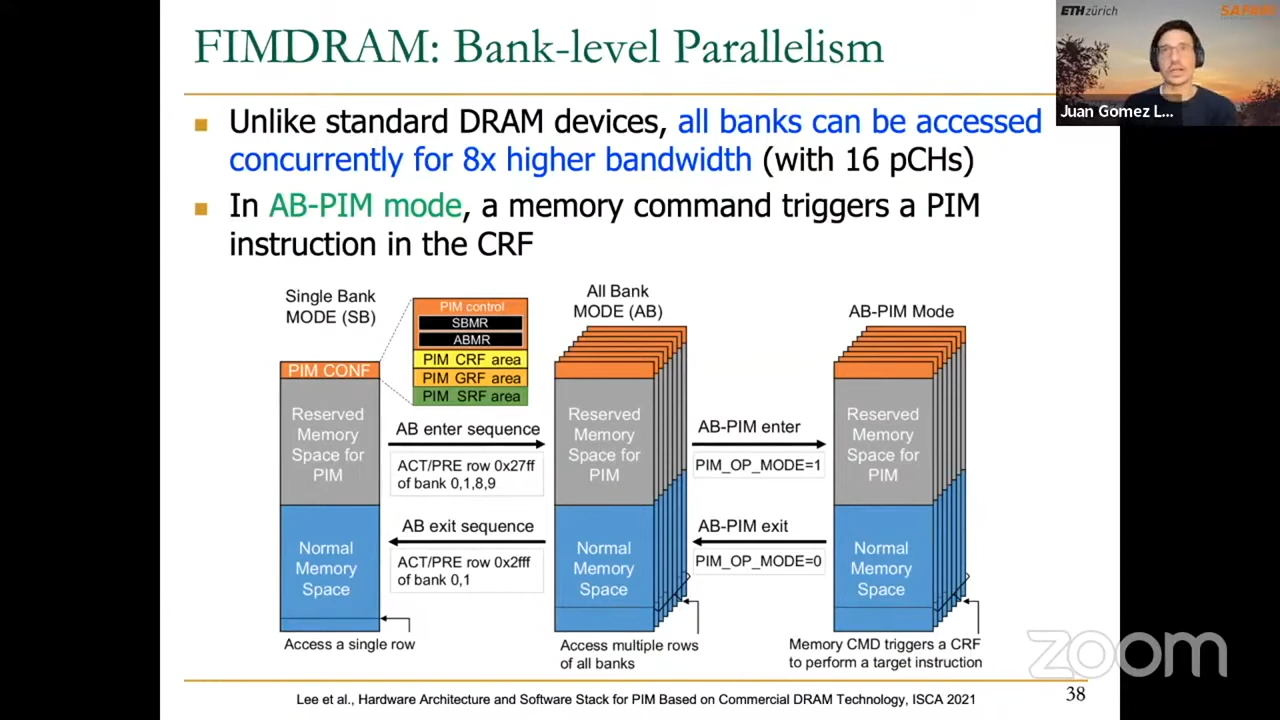 FIMDRAM: Bank-level Parallelism
ETH zürich
SAFARI
Juan Gomez L...
Unlike standard DRAM devices, all banks can be accessed
concurrently for 8x higher bandwidth (with 16 pCHs)
In AB-PIM mode, a memory command triggers a PIM
instruction in the CRF
Single Bank
MODE (SB)
PIM control
SBMR
ABMR
PIM CRF area
PIM GRF area
PIM SRF area
All Bank
MODE (AB)
AB-PIM Mode
PIM CONF
Reserved
Memory
Space for
PIM
Normal
Memory
Space
Access a single row
AB enter sequence
ACT/PRE row 0x27ff
of bank 0,1,8,9
AB exit sequence
ACT/PRE row 0x2fff
of bank 0,1
Reserved
Memory
Space for
PIM
Normal
Memory
Space
Access multiple rows
of all banks
AB-PIM enter
PIM_OP_MODE=1
AB-PIM exit
PIM_OP_MODE=0
Reserved
Memory
Space for
PIM
Normal
Memory
Space
Memory CMD triggers a CRF
to perform a target instruction
zoom
Lee et al., Hardware Architecture and Software Stack for PIM Based on Commercial DRAM Technology, ISCA 2021
38